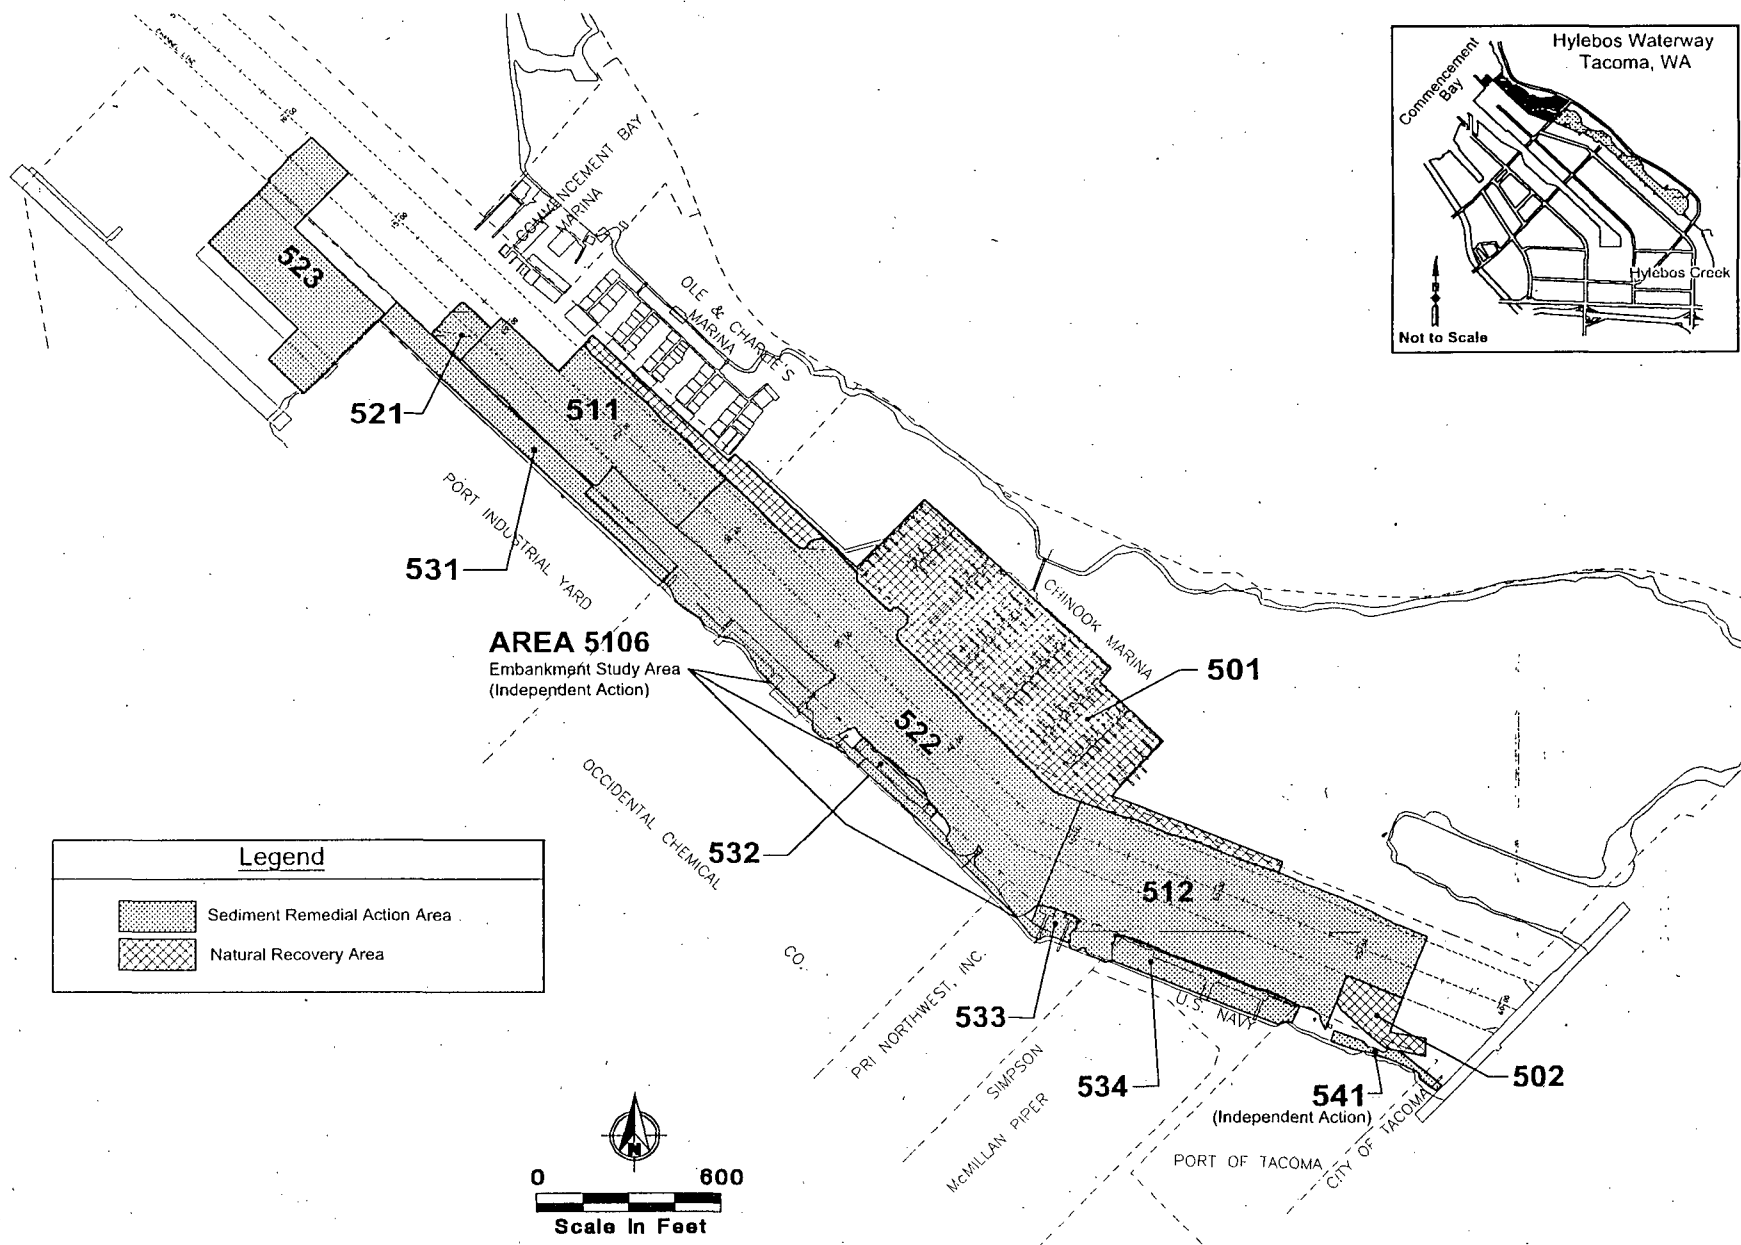 Hylebos Waterway
Tacoma, WA
Commencement
Bay
Hylebos Creek
Not to Scale
CHANNEL LINE
COMMENCEMENT BAY
MARINA
OLE & CHARLIE'S
MARINA
523
521
511
531
PORT INDUSTRIAL YARD
CHINOOK MARINA
501
AREA 5106
Embankment Study Area
(Independent Action)
522
OCCIDENTAL CHEMICAL
CO.
532
512
533
534
U.S. NAVY
PRI NORTHWEST, INC.
SIMPSON
McMILLAN PIPER
502
541
(Independent Action)
PORT OF TACOMA
CITY OF TACOMA
Legend
Sediment Remedial Action Area
Natural Recovery Area
N
0 600
Scale In Feet